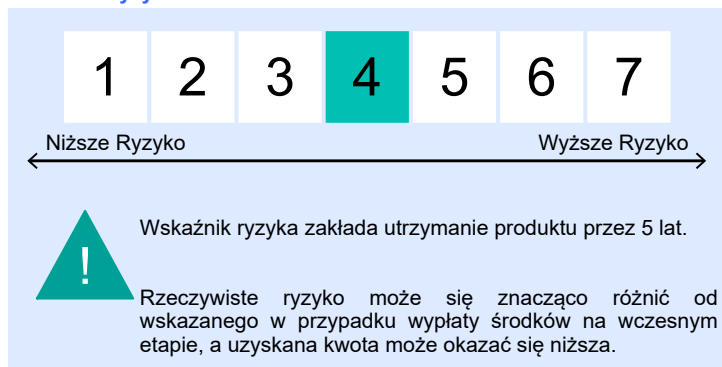 1 2 3 4 5 6 7
Niższe Ryzyko Wyższe Ryzyko
! Wskaźnik ryzyka zakłada utrzymanie produktu przez 5 lat.
Rzeczywiste ryzyko może się znacząco różnić od
wskazanego w przypadku wypłaty środków na wczesnym
etapie, a uzyskana kwota może okazać się niższa.